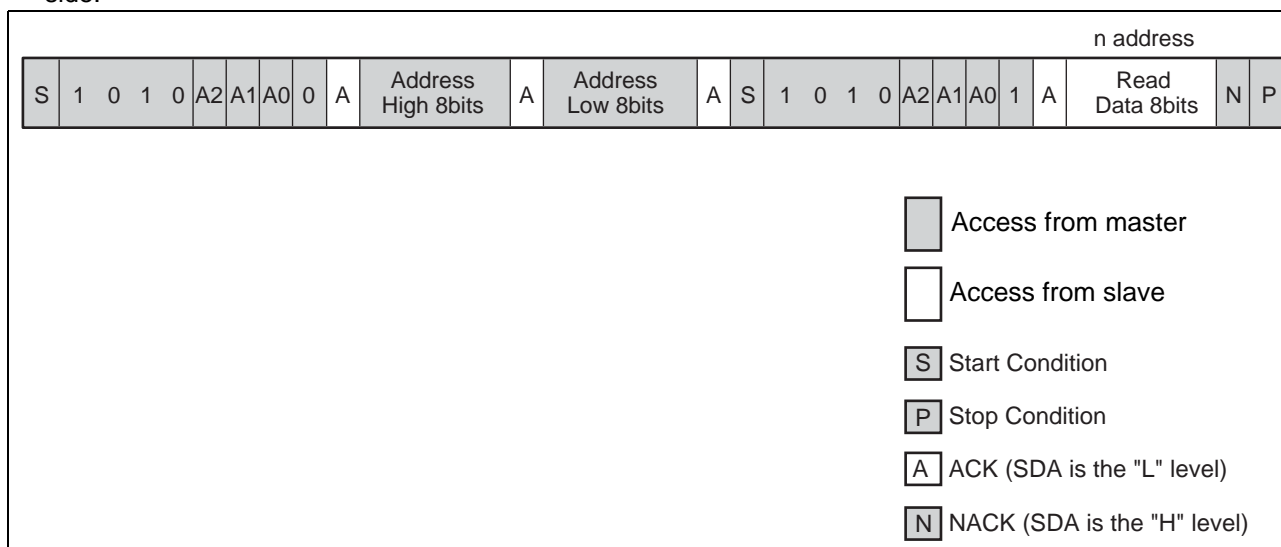 side.
n address
S 1 0 1 0 A2 A1 A0 0 A Address High 8bits A Address Low 8bits A S 1 0 1 0 A2 A1 A0 1 A Read Data 8bits N P
Access from master
Access from slave
S Start Condition
P Stop Condition
A ACK (SDA is the "L" level)
N NACK (SDA is the "H" level)